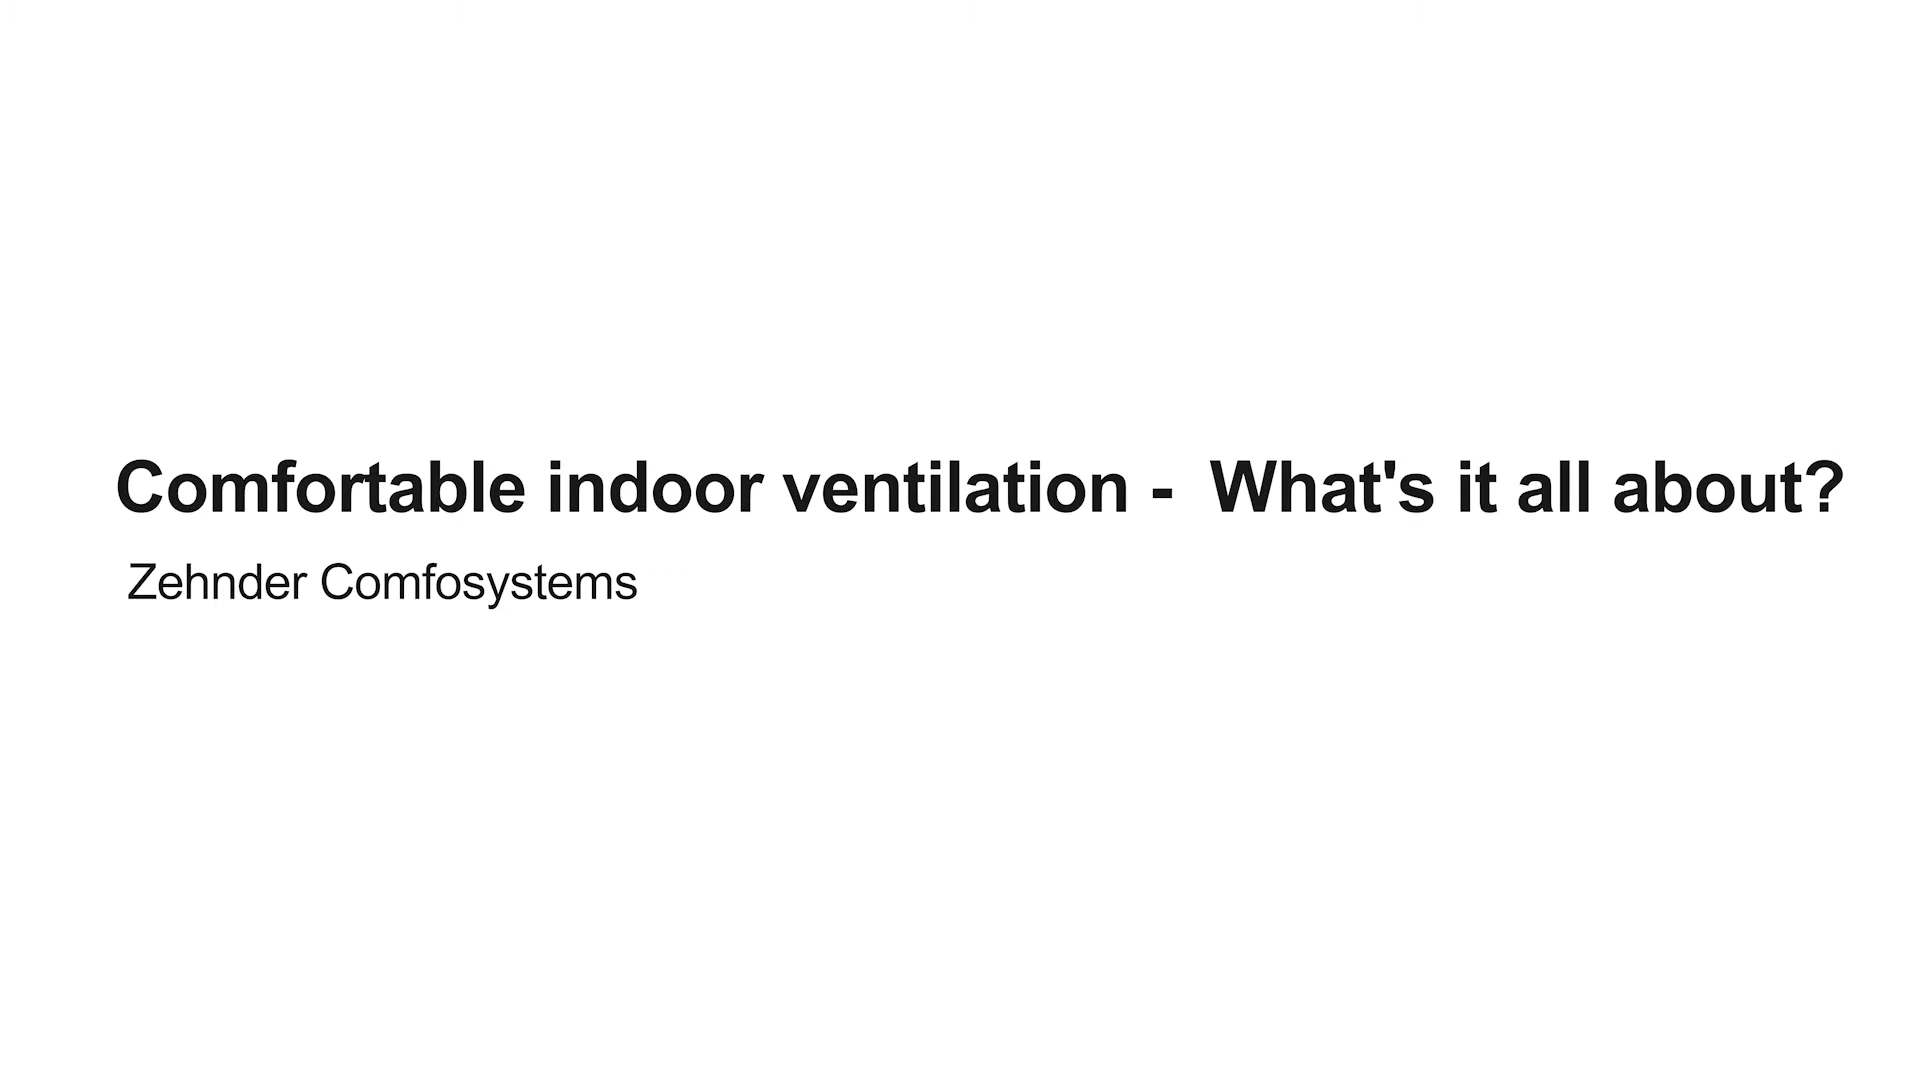 Comfortable indoor ventilation -  What's it all about?
Zehnder Comfosystems